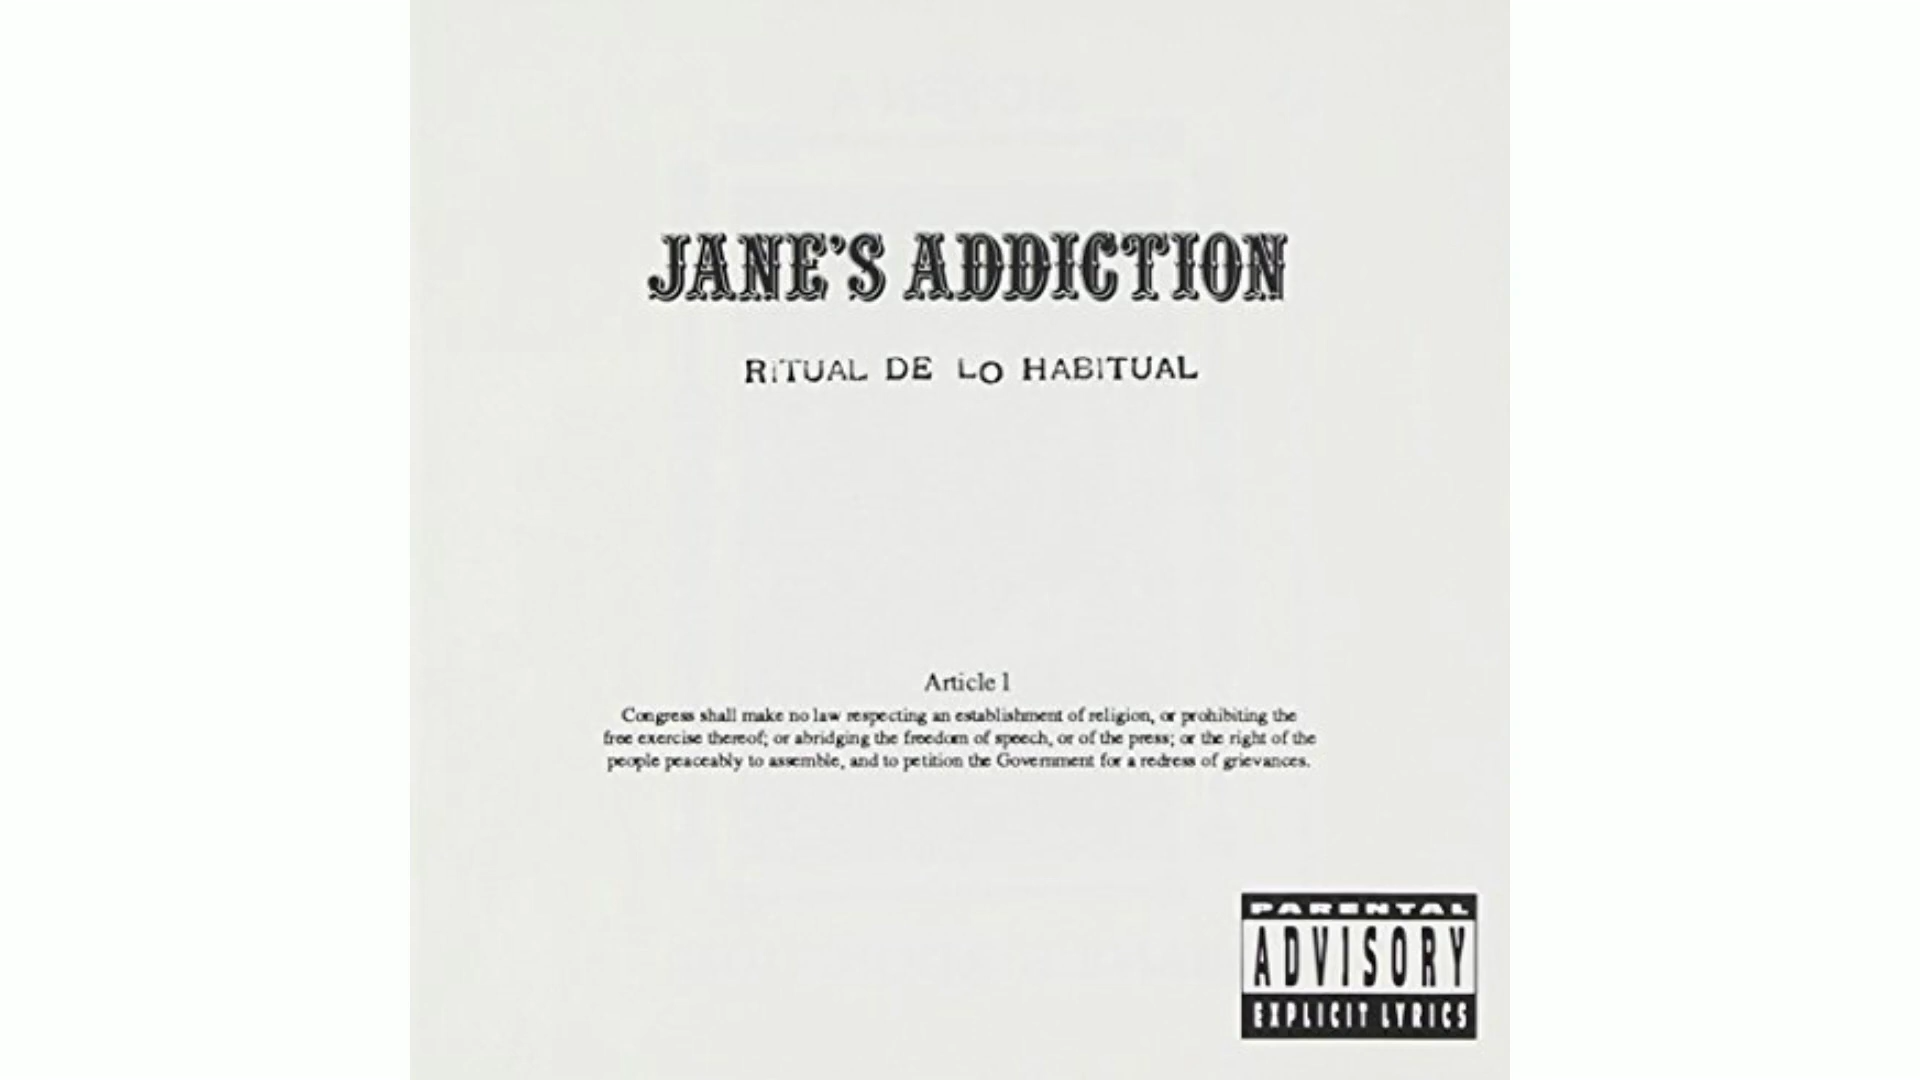 JANE'S ADDICTION
RITUAL DE LO HABITUAL
Article 1
Congress shall make no law respecting an establishment of religion, or prohibiting the
free exercise thereof; or abridging the freedom of speech, or of the press; or the right of the
people peaceably to assemble, and to petition the Government for a redress of grievances.
PARENTAL
ADVISORY
EXPLICIT LYRICS